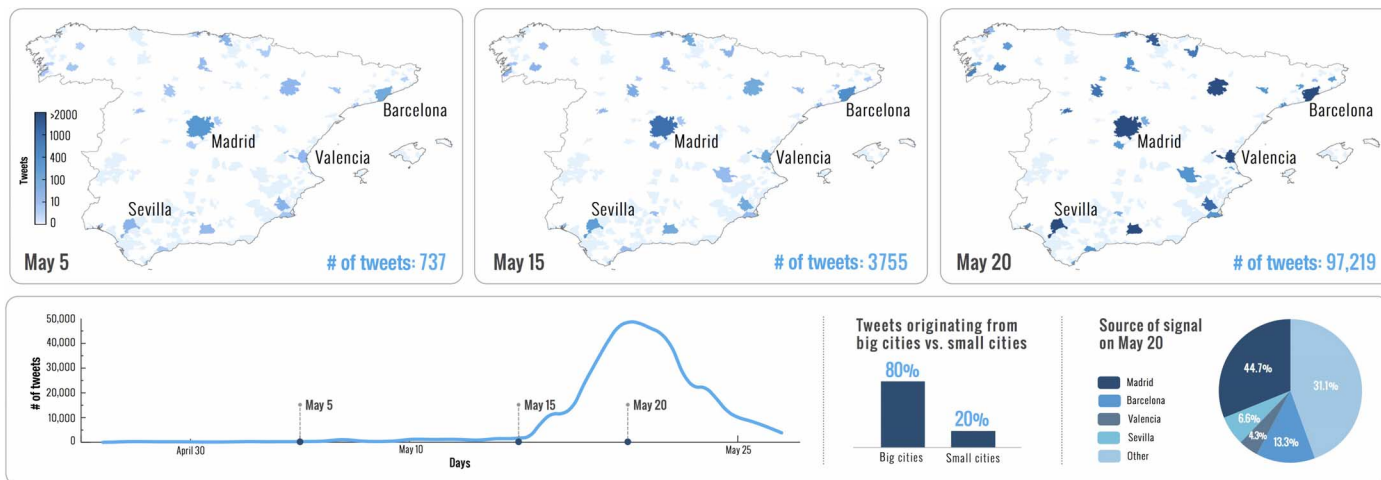 ≥2000
1000
400
100
10
0
Tweets
Madrid
Barcelona
Valencia
Sevilla
May 5
# of tweets: 737
Madrid
Barcelona
Valencia
Sevilla
May 15
# of tweets: 3755
Madrid
Barcelona
Valencia
Sevilla
May 20
# of tweets: 97,219
50,000
40,000
30,000
20,000
10,000
0
# of tweets
May 5
May 15
May 20
April 30
May 10
May 25
Days
Tweets originating from
big cities vs. small cities
80%
20%
Big cities
Small cities
Source of signal
on May 20
Madrid
Barcelona
Valencia
Sevilla
Other
44.7%
31.1%
6.6%
4.3%
13.3%